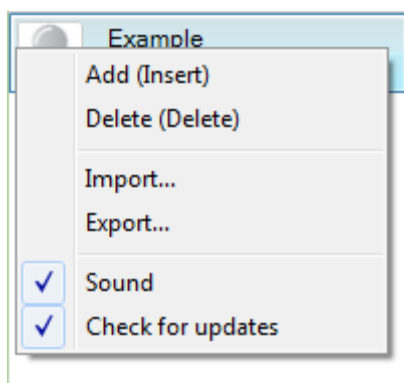 Example
Add (Insert)
Delete (Delete)
Import...
Export...
Sound
Check for updates